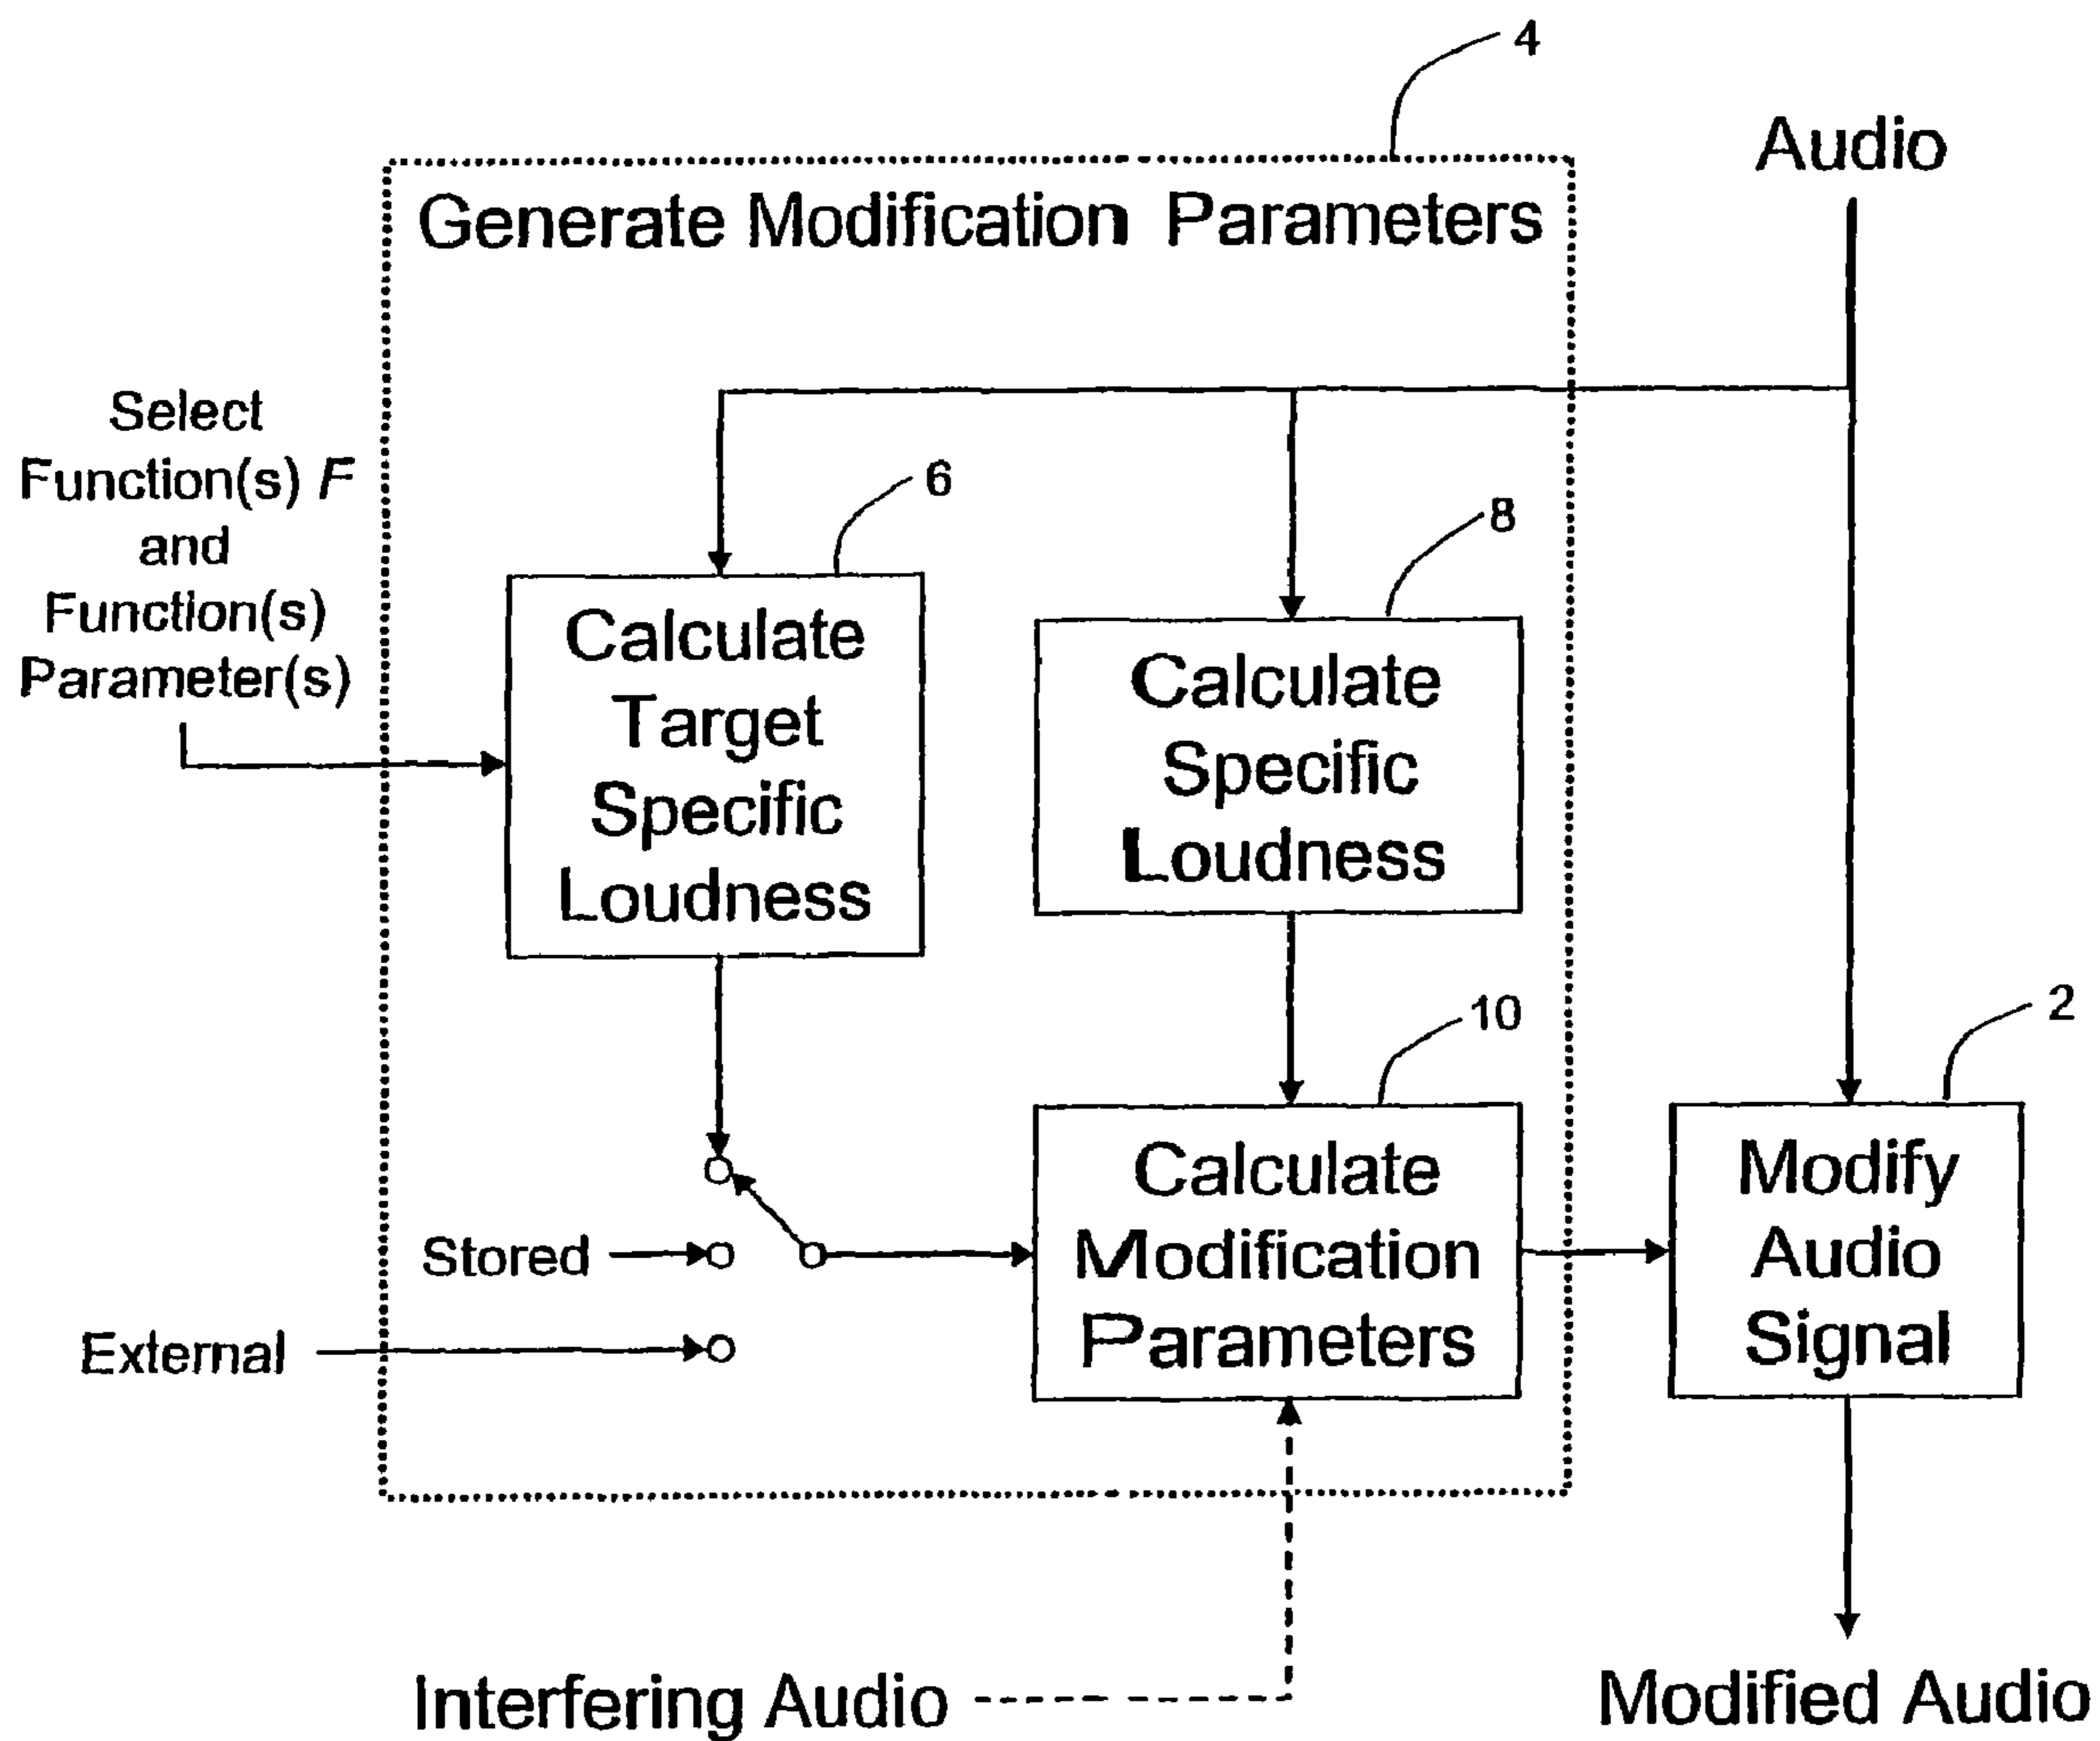 4
Audio
Generate Modification Parameters
Select
Function(s) F
and
Function(s)
Parameter(s)
6
8
Calculate
Target
Specific
Loudness
Calculate
Specific
Loudness
10
2
Calculate
Modification
Parameters
Modify
Audio
Signal
Stored
External
Interfering Audio
Modified Audio